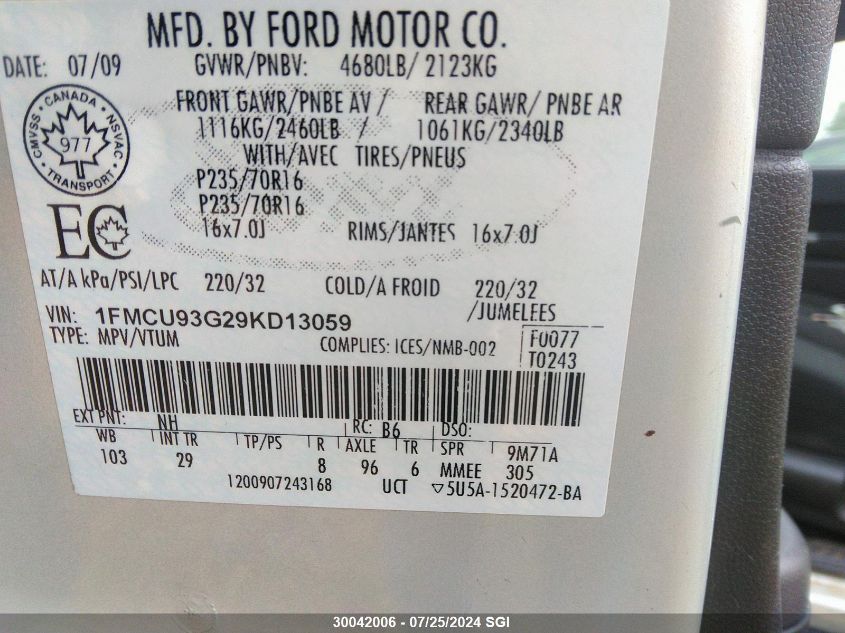 MFD. BY FORD MOTOR CO.
DATE: 07/09 GVWR/PNBV: 4680LB/ 2123KG
FRONT GAWR/PNBE AV / REAR GAWR/ PNBE AR
1116KG/2460LB / 1061KG/2340LB
WITH/AVEC TIRES/PNEUS
CANADA
CMVSS NSVAC
977
TRANSPORT
P235/70R16
P235/70R16
EC
16x7.0J RIMS/JANTES 16x7.0J
AT/A kPa/PSI/LPC 220/32 COLD/A FROID 220/32
/JUMELEES
VIN: 1FMCU93G29KD13059
TYPE: MPV/VTUM COMPLIES: ICES/NMB-002
F0077
T0243
EXT PNT: NH RC: B6 DSO:
WB INT TR TP/PS R AXLE TR SPR 9M71A
103 29 8 96 6 MMEE 305
1200907243168 UCT ▽5U5A-1520472-BA
30042006 - 07/25/2024 SGI